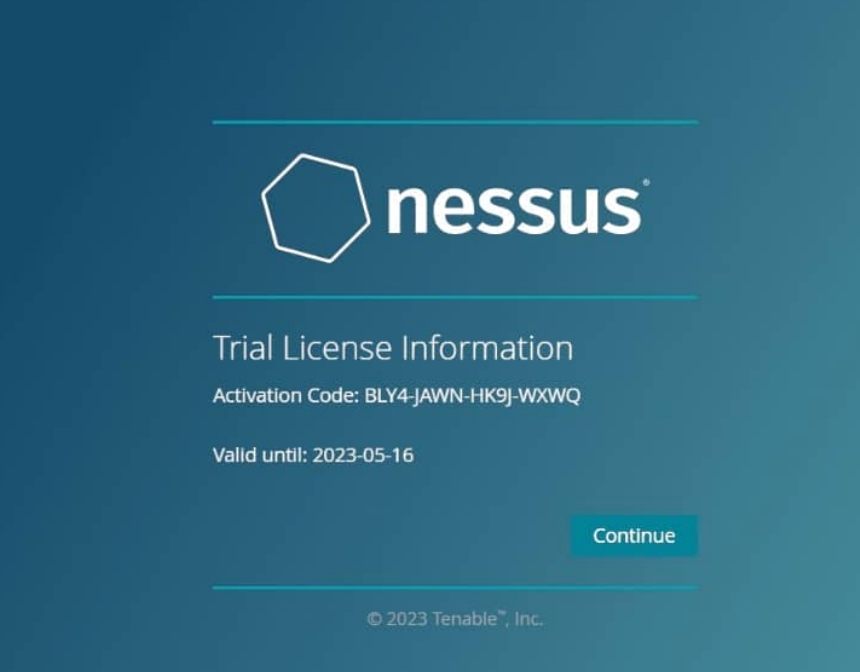 nessus®
Trial License Information
Activation Code: BLY4-JAWN-HK9J-WXWQ
Valid until: 2023-05-16
Continue
© 2023 Tenable™, Inc.